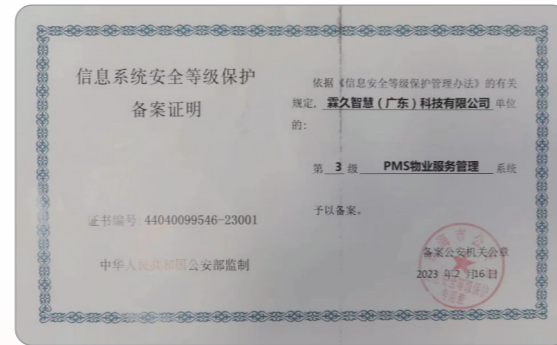 信息系统安全等级保护
备案证明
证书编号:44040099546-23001
中华人民共和国公安部监制
依据《信息安全等级保护管理办法》的有关
规定，霖久智慧（广东）科技有限公司 单位
的：
第 3 级 PMS物业服务管理 系统
予以备案。
备案公安机关公章
2023 年 2 月 16 日